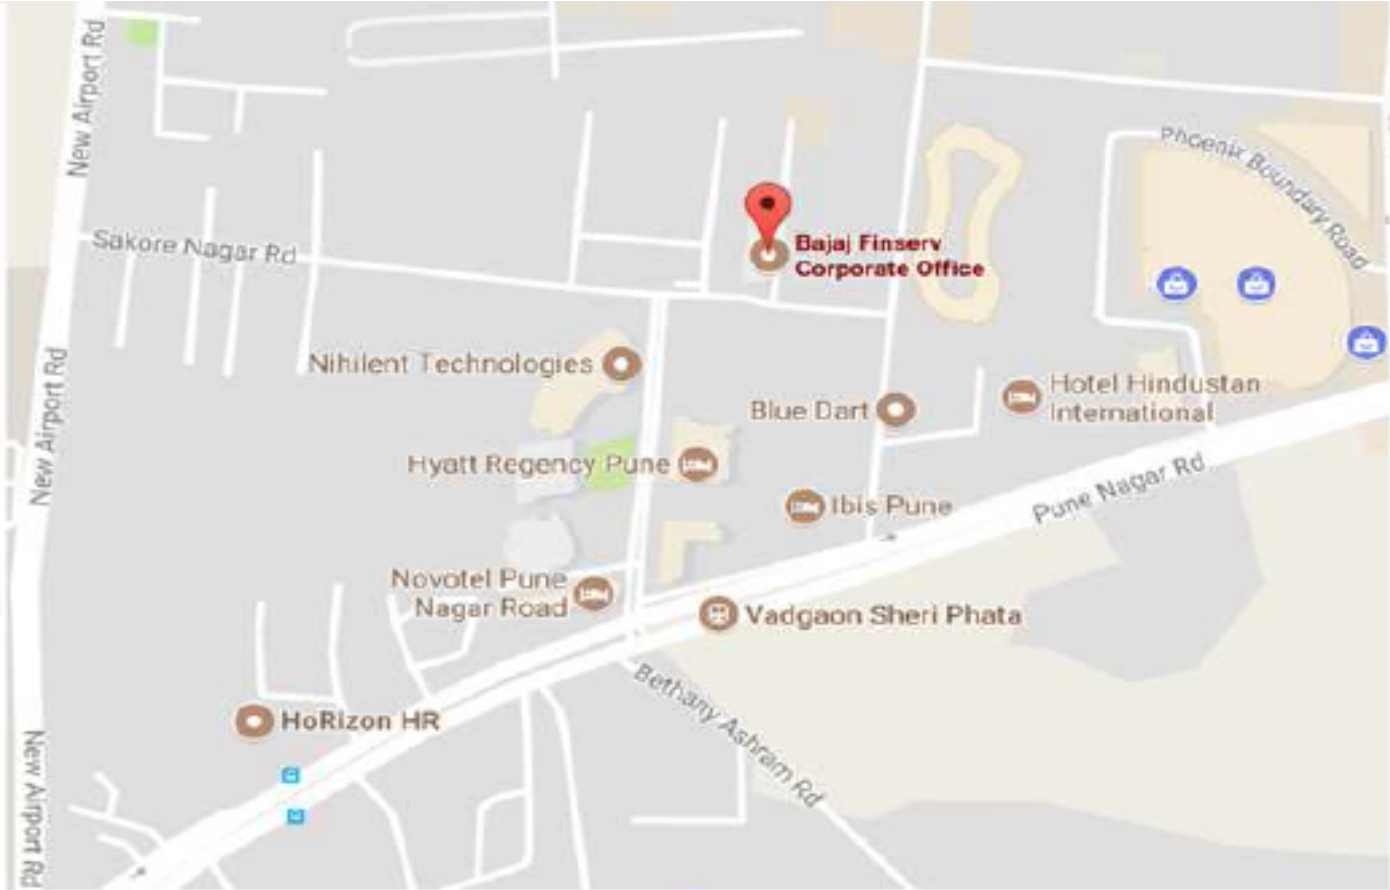 New Airport Rd
Phoenix Boundary Road
Sakore Nagar Rd
Bajaj Finserv
Corporate Office
Nihilent Technologies
New Airport Rd
Blue Dart
Hotel Hindustan
International
Hyatt Regency Pune
Ibis Pune
Pune Nagar Rd
Novotel Pune
Nagar Road
Vadgaon Sheri Phata
Bethany Ashram Rd
HoRizon HR
New Airport Rd